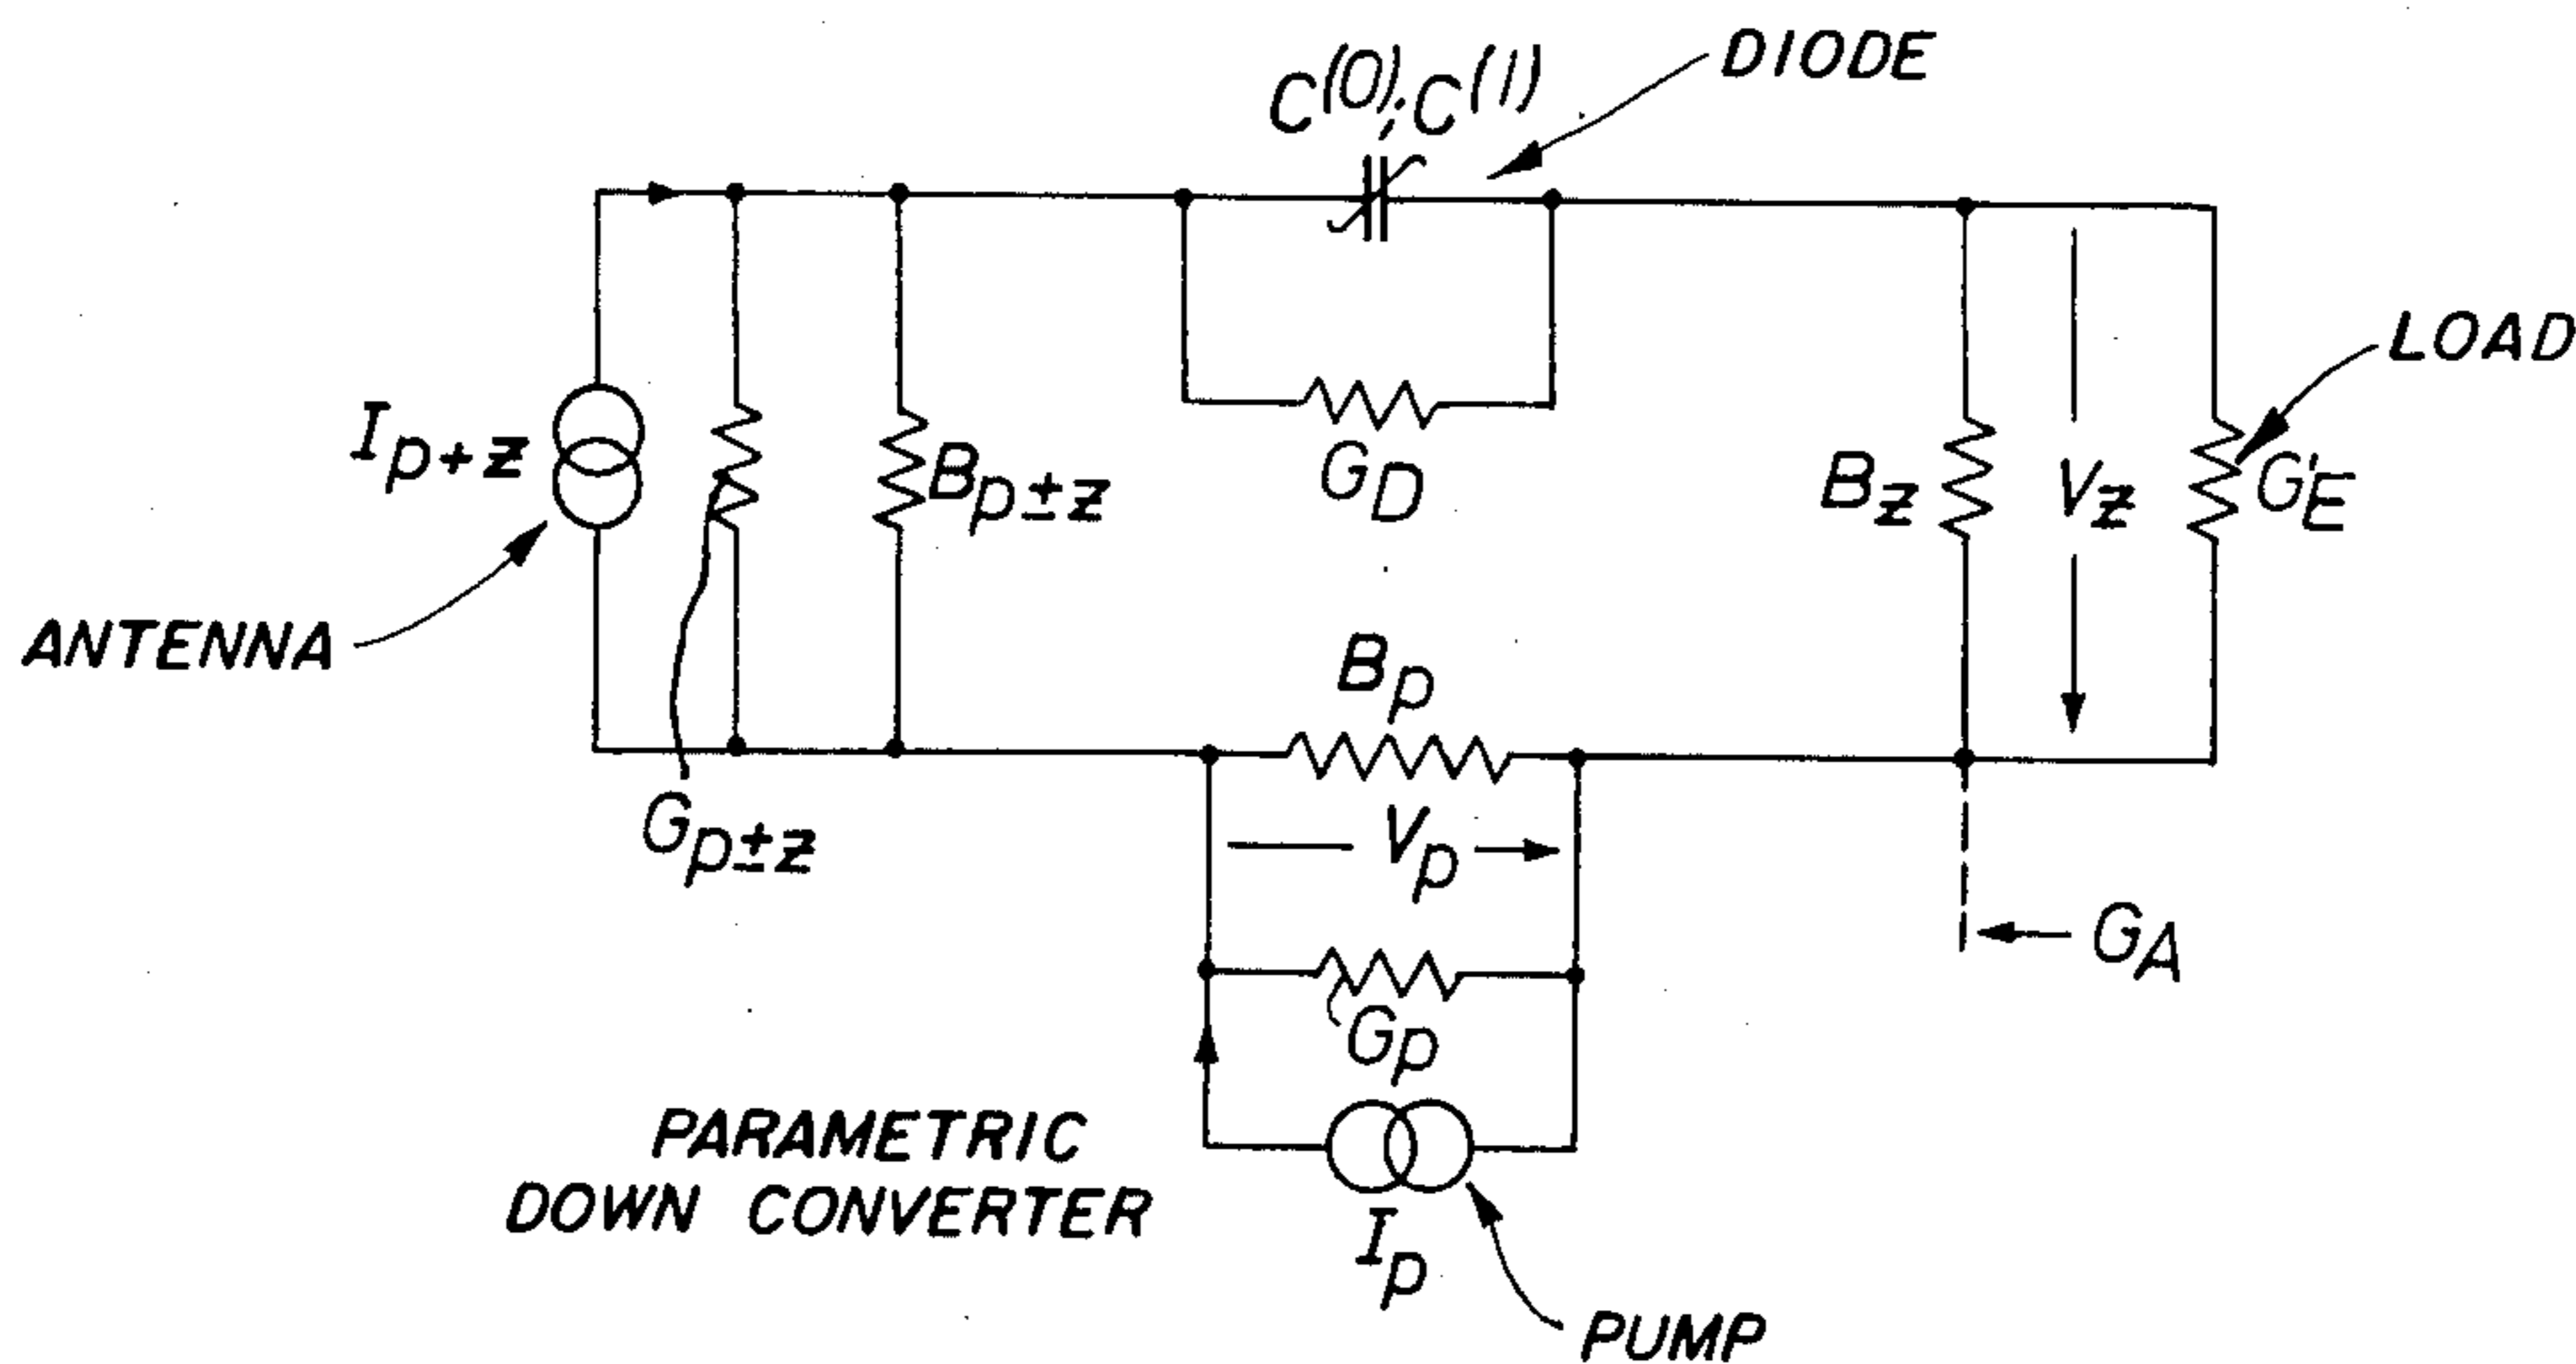 DIODE
C(0), C(1)
LOAD
Ip+z
Bp±z
GD
Bz
Vz
G'E
ANTENNA
Bp
Gp±z
Vp
GA
Gp
PARAMETRIC
DOWN CONVERTER
Ip
PUMP